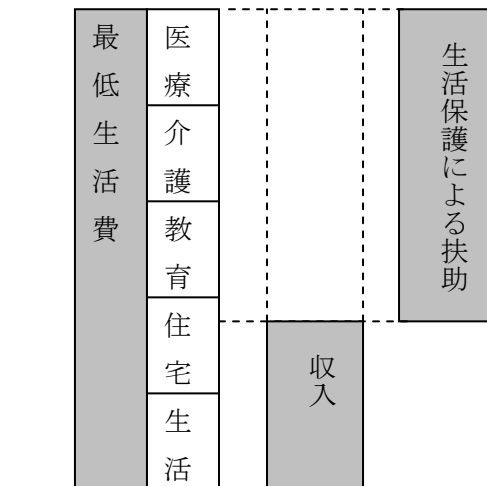 最低生活費
医療
介護
教育
住宅
生活
収入
生活保護による扶助